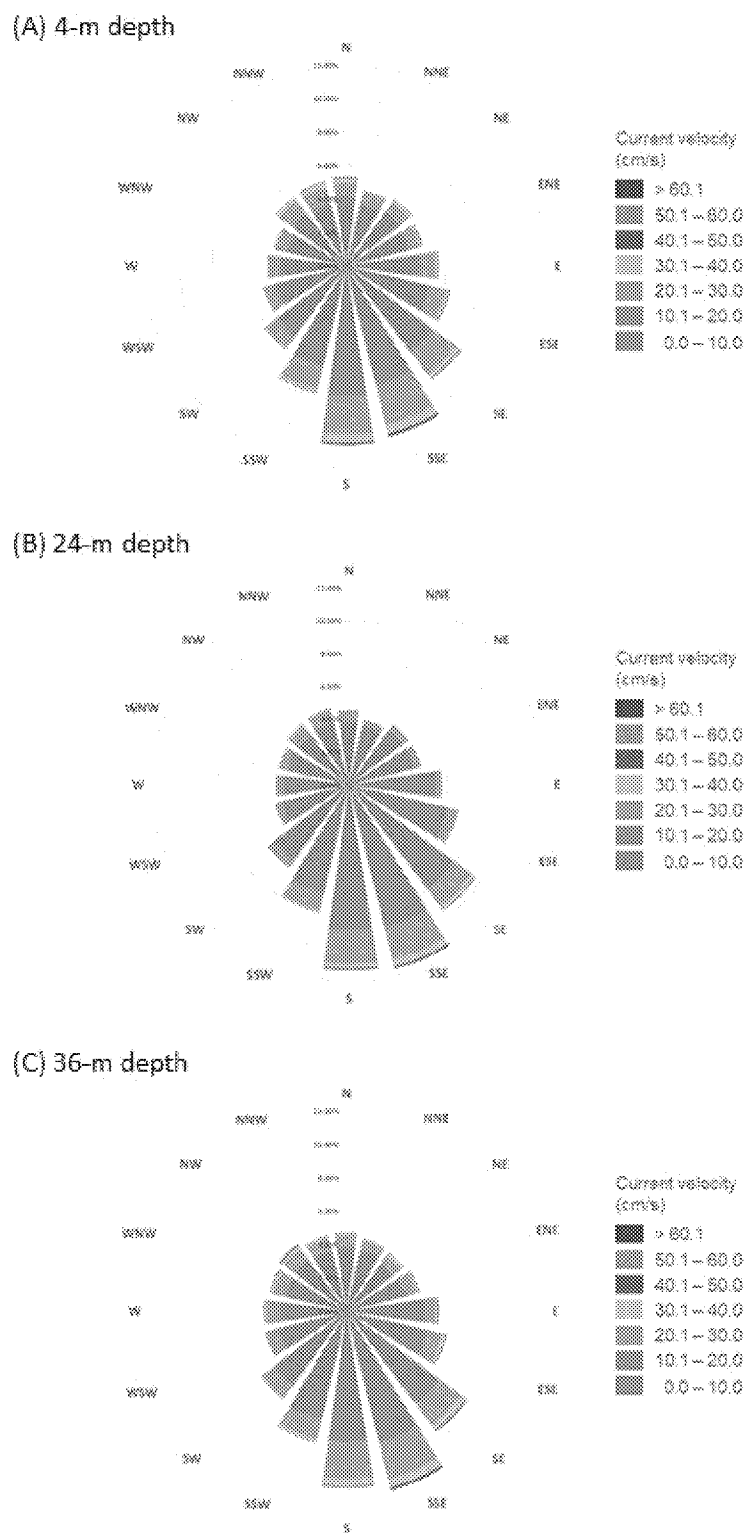 (A) 4-m depth
N
NNW
NNE
NW
NE
WNW
ENE
W
E
WSW
ESE
SW
SE
SSW
SSE
S
Current velocity
(cm/s)
> 60.1
50.1 – 60.0
40.1 – 50.0
30.1 – 40.0
20.1 – 30.0
10.1 – 20.0
0.0 – 10.0
(B) 24-m depth
N
NNW
NNE
NW
NE
WNW
ENE
W
E
WSW
ESE
SW
SE
SSW
SSE
S
Current velocity
(cm/s)
> 60.1
50.1 – 60.0
40.1 – 50.0
30.1 – 40.0
20.1 – 30.0
10.1 – 20.0
0.0 – 10.0
(C) 36-m depth
N
NNW
NNE
NW
NE
WNW
ENE
W
E
WSW
ESE
SW
SE
SSW
SSE
S
Current velocity
(cm/s)
> 60.1
50.1 – 60.0
40.1 – 50.0
30.1 – 40.0
20.1 – 30.0
10.1 – 20.0
0.0 – 10.0